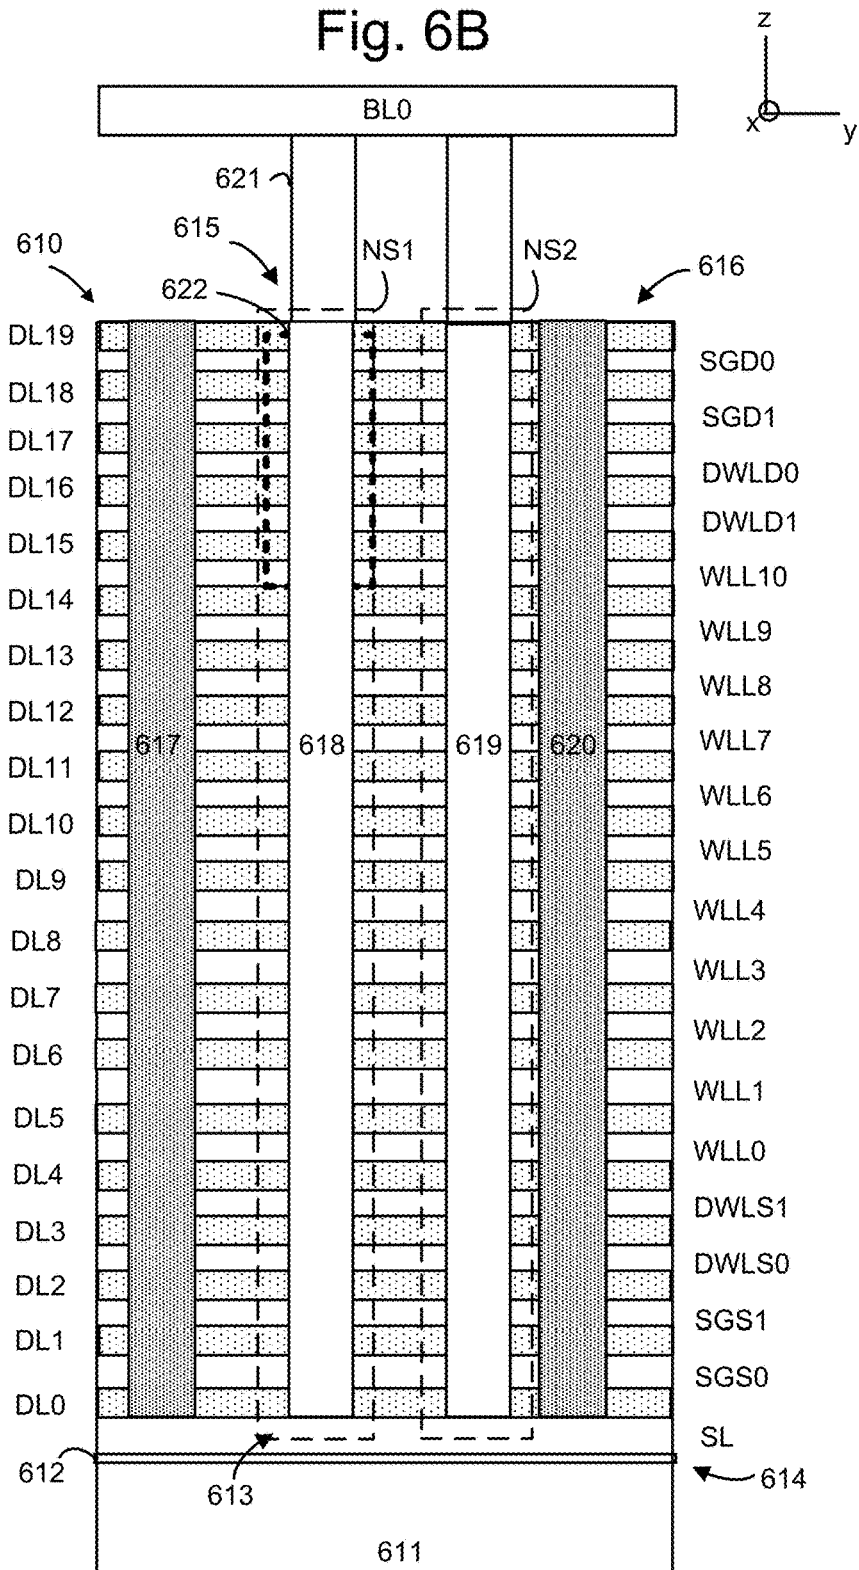 Fig. 6B
z
BL0
x
y
621
615
NS1
NS2
610
616
622
DL19
SGD0
DL18
SGD1
DL17
DWLD0
DL16
DWLD1
DL15
WLL10
DL14
WLL9
DL13
WLL8
DL12
WLL7
617
618
619
620
DL11
WLL6
DL10
WLL5
DL9
WLL4
DL8
WLL3
DL7
WLL2
DL6
WLL1
DL5
WLL0
DL4
DWLS1
DL3
DWLS0
DL2
SGS1
DL1
SGS0
DL0
SL
612
613
614
611